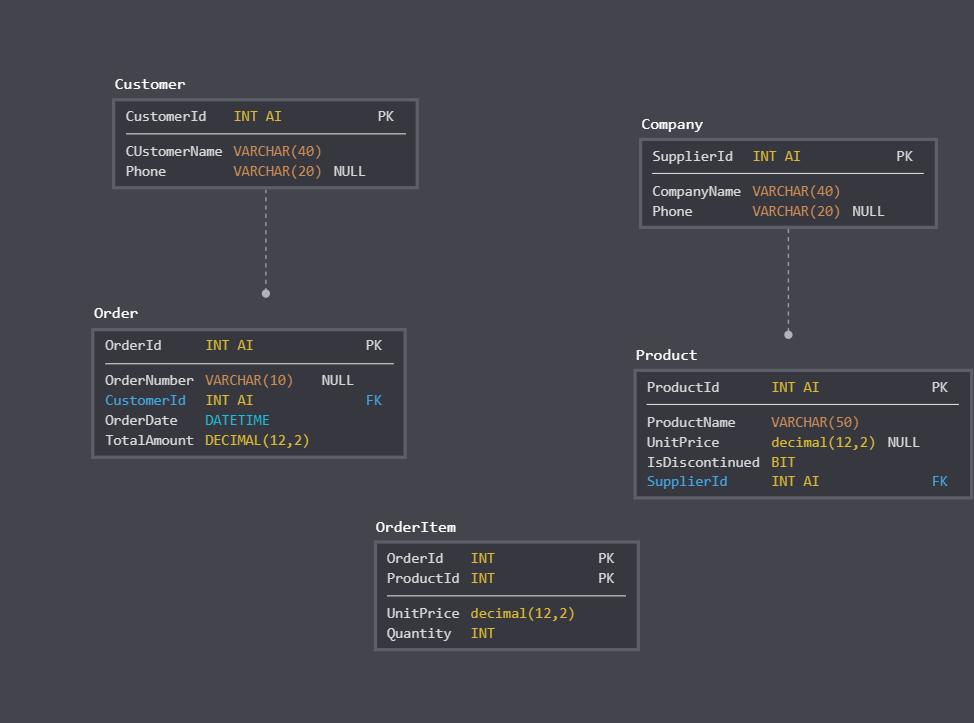 Customer
CustomerId INT AI PK
CUstomerName VARCHAR(40)
Phone VARCHAR(20) NULL
Company
SupplierId INT AI PK
CompanyName VARCHAR(40)
Phone VARCHAR(20) NULL
Order
OrderId INT AI PK
OrderNumber VARCHAR(10) NULL
CustomerId INT AI FK
OrderDate DATETIME
TotalAmount DECIMAL(12,2)
Product
ProductId INT AI PK
ProductName VARCHAR(50)
UnitPrice decimal(12,2) NULL
IsDiscontinued BIT
SupplierId INT AI FK
OrderItem
OrderId INT PK
ProductId INT PK
UnitPrice decimal(12,2)
Quantity INT